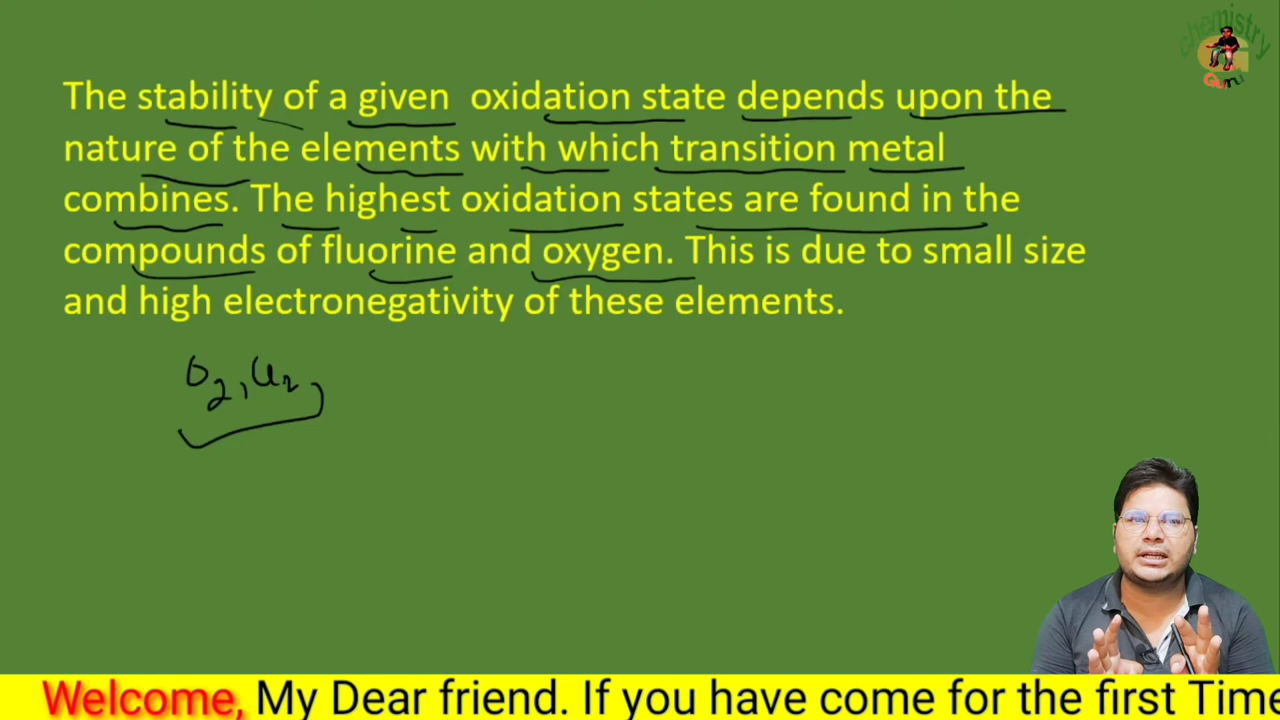 chemistry
G
Guru
The stability of a given oxidation state depends upon the
nature of the elements with which transition metal
combines. The highest oxidation states are found in the
compounds of fluorine and oxygen. This is due to small size
and high electronegativity of these elements.
O2, Cl2,
Welcome, My Dear friend. If you have come for the first Time